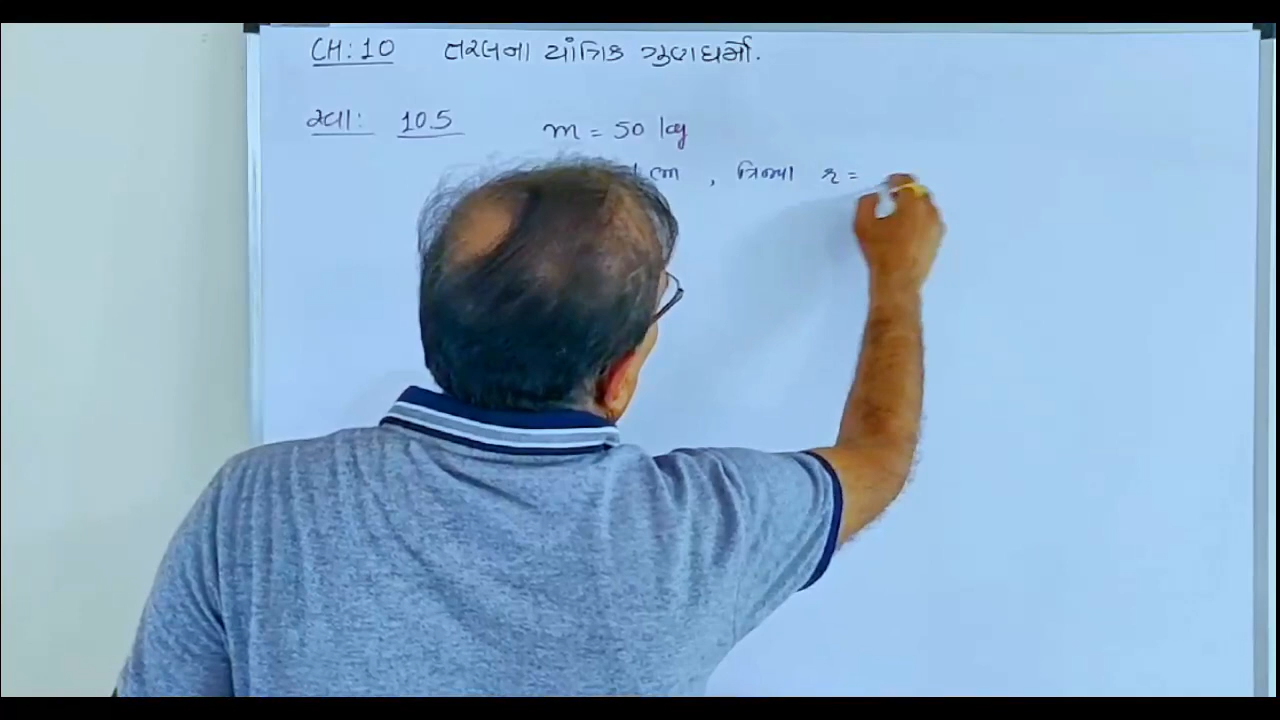 CH: 10 તરલના યાંત્રિક ગુણધર્મો.
સ્વા: 10.5 m = 50 kg
cm , ત્રિજ્યા r =